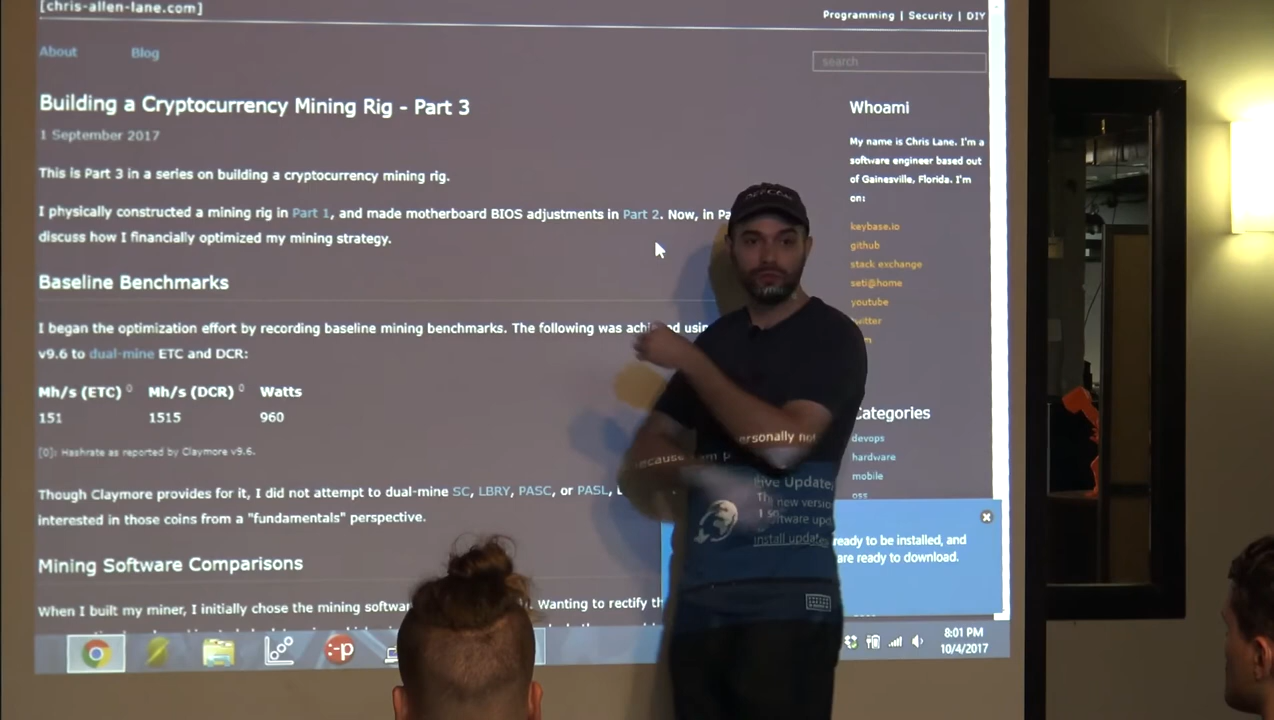 [chris-allen-lane.com]
Programming | Security | DIY
About
Blog
search
Building a Cryptocurrency Mining Rig - Part 3
1 September 2017
This is Part 3 in a series on building a cryptocurrency mining rig.
I physically constructed a mining rig in Part 1, and made motherboard BIOS adjustments in Part 2. Now, in
discuss how I financially optimized my mining strategy.
Baseline Benchmarks
I began the optimization effort by recording baseline mining benchmarks. The following was
v9.6 to dual-mine ETC and DCR:
Mh/s (ETC) 0 Mh/s (DCR) 0 Watts
151 1515 960
[0]: Hashrate as reported by Claymore v9.6.
Though Claymore provides for it, I did not attempt to dual-mine SC, LBRY, PASC, or PASL,
interested in those coins from a "fundamentals" perspective.
Mining Software Comparisons
When I built my miner, I initially chose the mining
Wanting to rectify
Whoami
My name is Chris Lane. I'm a
software engineer based out
of Gainesville, Florida. I'm
on:
keybase.io
github
stack exchange
seti@home
youtube
Categories
devops
hardware
mobile
oss
new
install updates
ready to be installed, and
are ready to download.
:-p
8:01 PM
10/4/2017